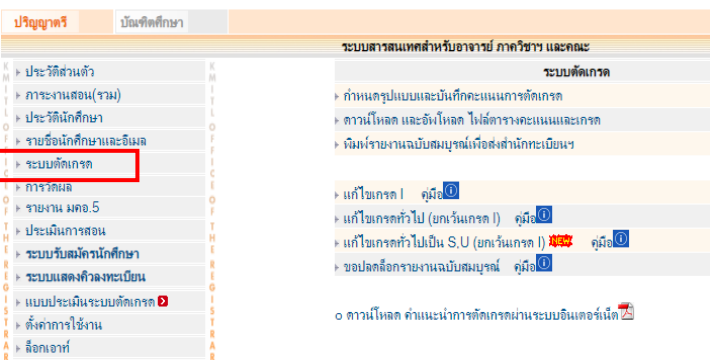 ปริญญาตรี
บัณฑิตศึกษา
ระบบสารสนเทศสำหรับอาจารย์ ภาควิชาฯ และคณะ
ประวัติส่วนตัว
ภาระงานสอน(รวม)
ประวัตินักศึกษา
รายชื่อนักศึกษาและอีเมล
ระบบตัดเกรด
การวัดผล
รายงาน มคอ.5
ประเมินการสอน
ระบบรับสมัครนักศึกษา
ระบบแสดงคิวลงทะเบียน
แบบประเมินระบบตัดเกรด
ตั้งค่าการใช้งาน
ล็อกเอาท์
ระบบตัดเกรด
กำหนดรูปแบบและบันทึกคะแนนการตัดเกรด
ดาวน์โหลด และอัพโหลด ไฟล์ตารางคะแนนและเกรด
พิมพ์รายงานฉบับสมบูรณ์เพื่อส่งสำนักทะเบียนฯ
แก้ไขเกรด I คู่มือ
แก้ไขเกรดทั่วไป (ยกเว้นเกรด I) คู่มือ
แก้ไขเกรดทั่วไปเป็น S,U (ยกเว้นเกรด I) NEW คู่มือ
ขอปลดล็อกรายงานฉบับสมบูรณ์ คู่มือ
o ดาวน์โหลด คำแนะนำการตัดเกรดผ่านระบบอินเตอร์เน็ต